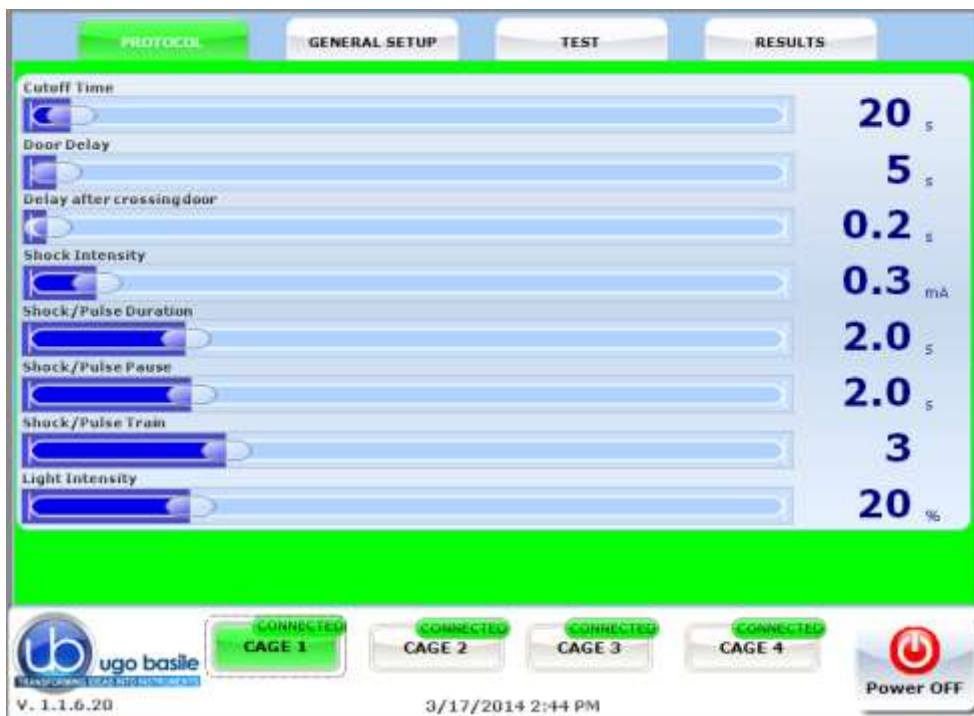 PROTOCOL GENERAL SETUP TEST RESULTS
Cutoff Time
20 s
Door Delay
5 s
Delay after crossing door
0.2 s
Shock Intensity
0.3 mA
Shock/Pulse Duration
2.0 s
Shock/Pulse Pause
2.0 s
Shock/Pulse Train
3
Light Intensity
20 %
CONNECTED CONNECTED CONNECTED CONNECTED
CAGE 1 CAGE 2 CAGE 3 CAGE 4
ub ugo basile
TRANSFORMING IDEAS INTO INSTRUMENTS
Power OFF
V. 1.1.6.20 3/17/2014 2:44 PM